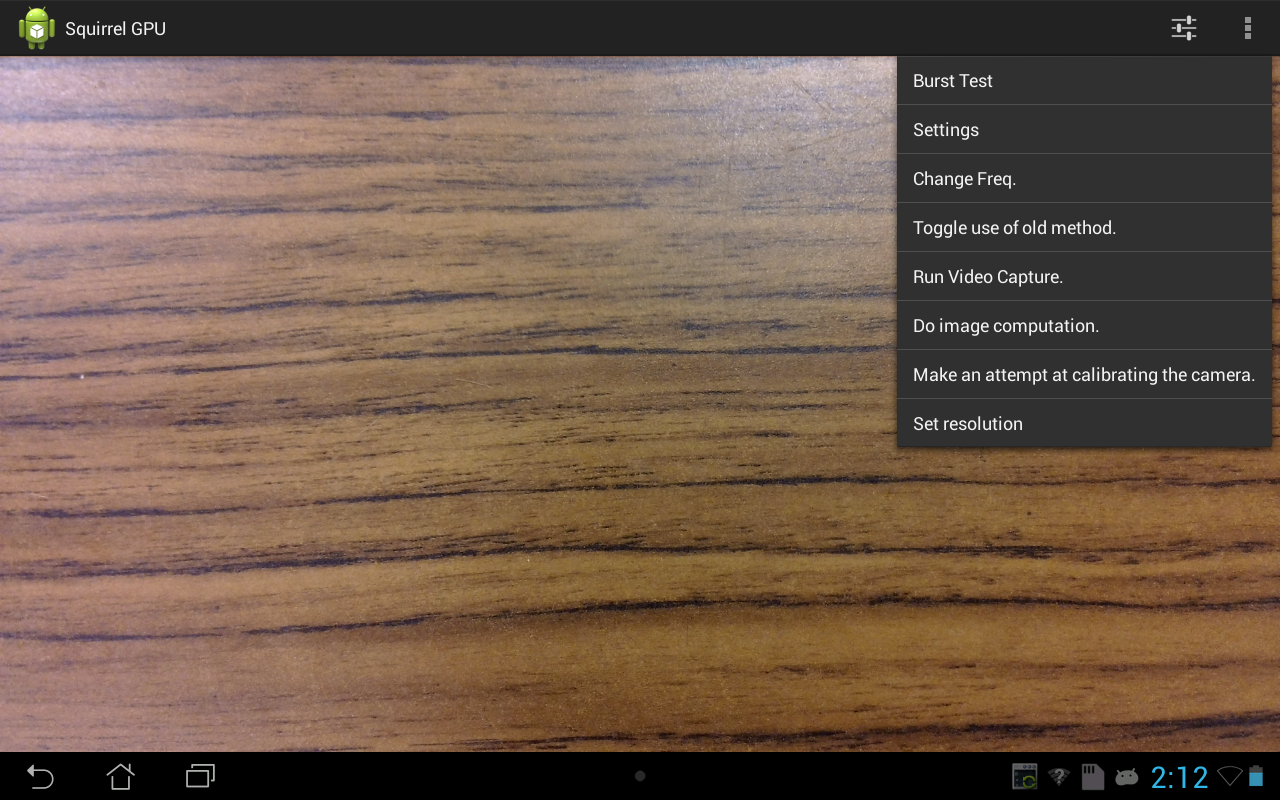 Squirrel GPU
Burst Test
Settings
Change Freq.
Toggle use of old method.
Run Video Capture.
Do image computation.
Make an attempt at calibrating the camera.
Set resolution
2:12